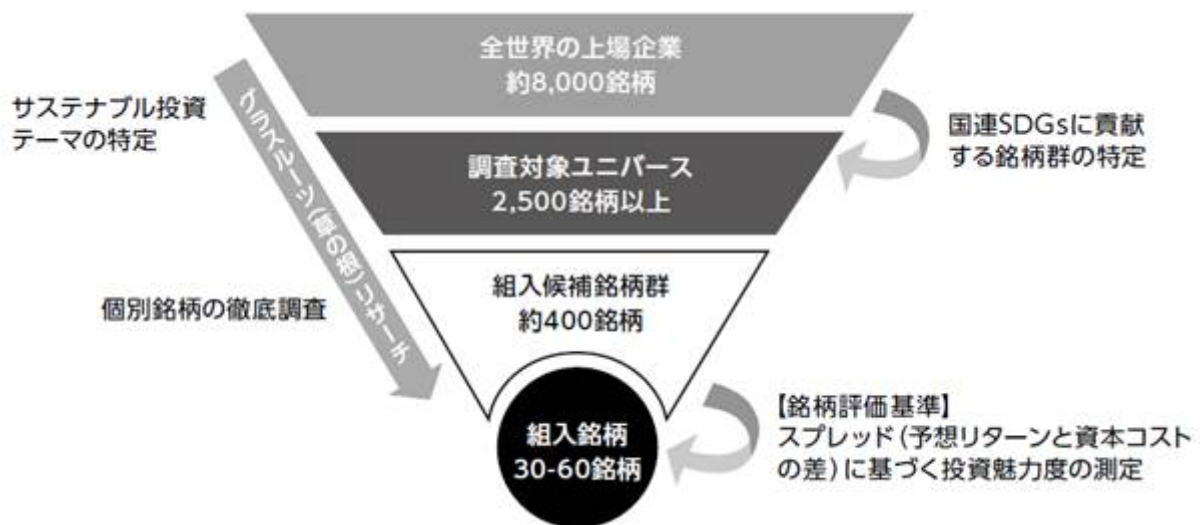 全世界の上場企業
約8,000銘柄
サステナブル投資
テーマの特定
グラスルーツ(草の根)リサーチ
国連SDGsに貢献
する銘柄群の特定
調査対象ユニバース
2,500銘柄以上
組入候補銘柄群
約400銘柄
個別銘柄の徹底調査
組入銘柄
30-60銘柄
【銘柄評価基準】
スプレッド(予想リターンと資本コスト
の差)に基づく投資魅力度の測定